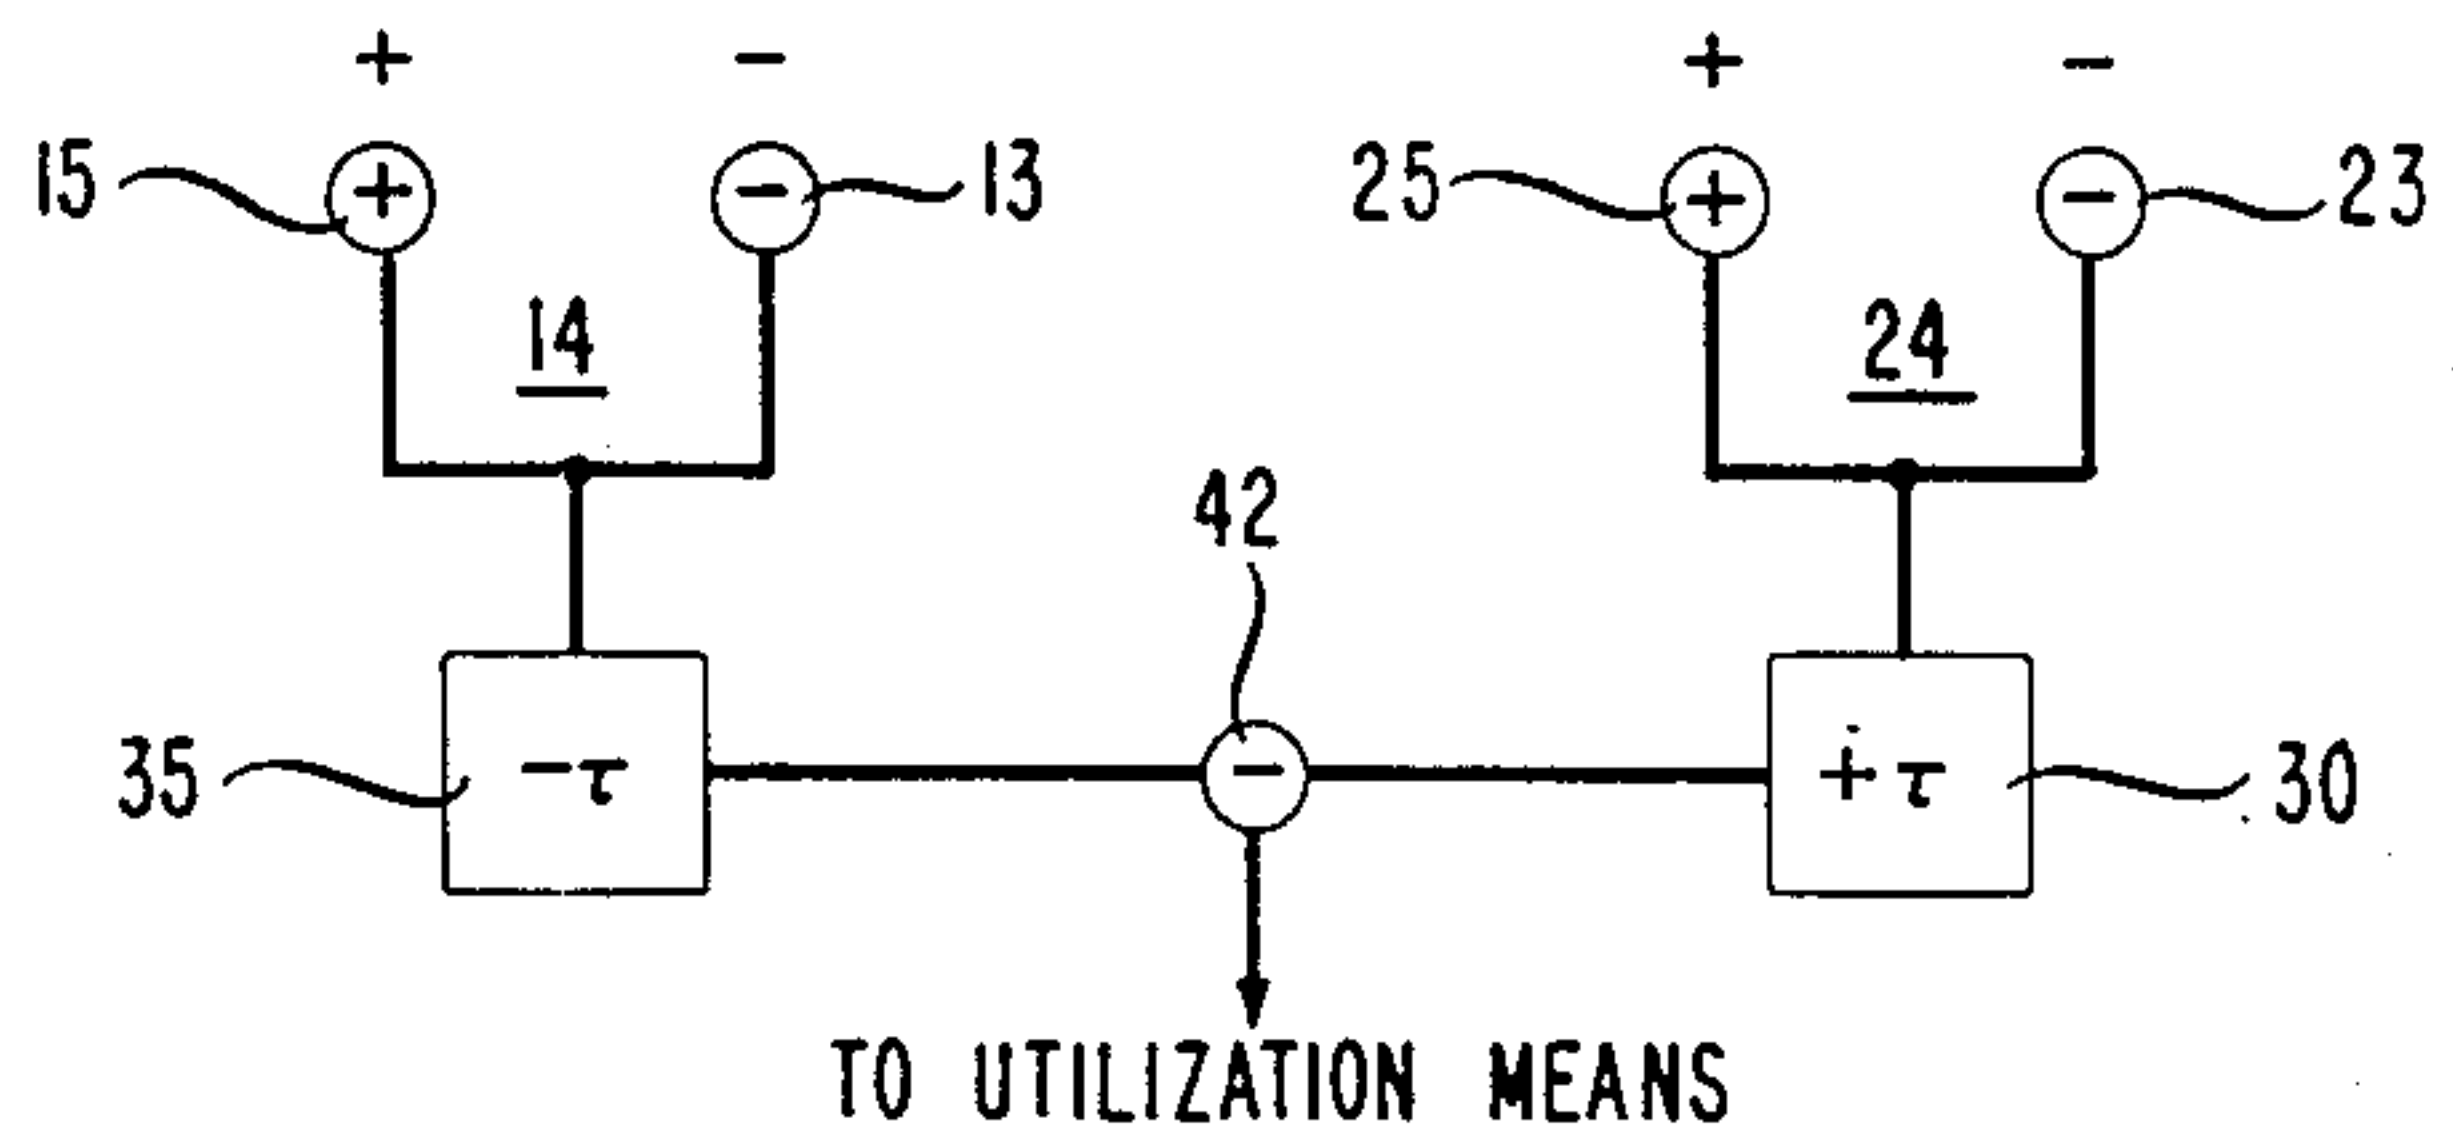 + − + −
15 + − 13 25 + − 23
14 24
42
35 −τ − +τ 30
TO UTILIZATION MEANS